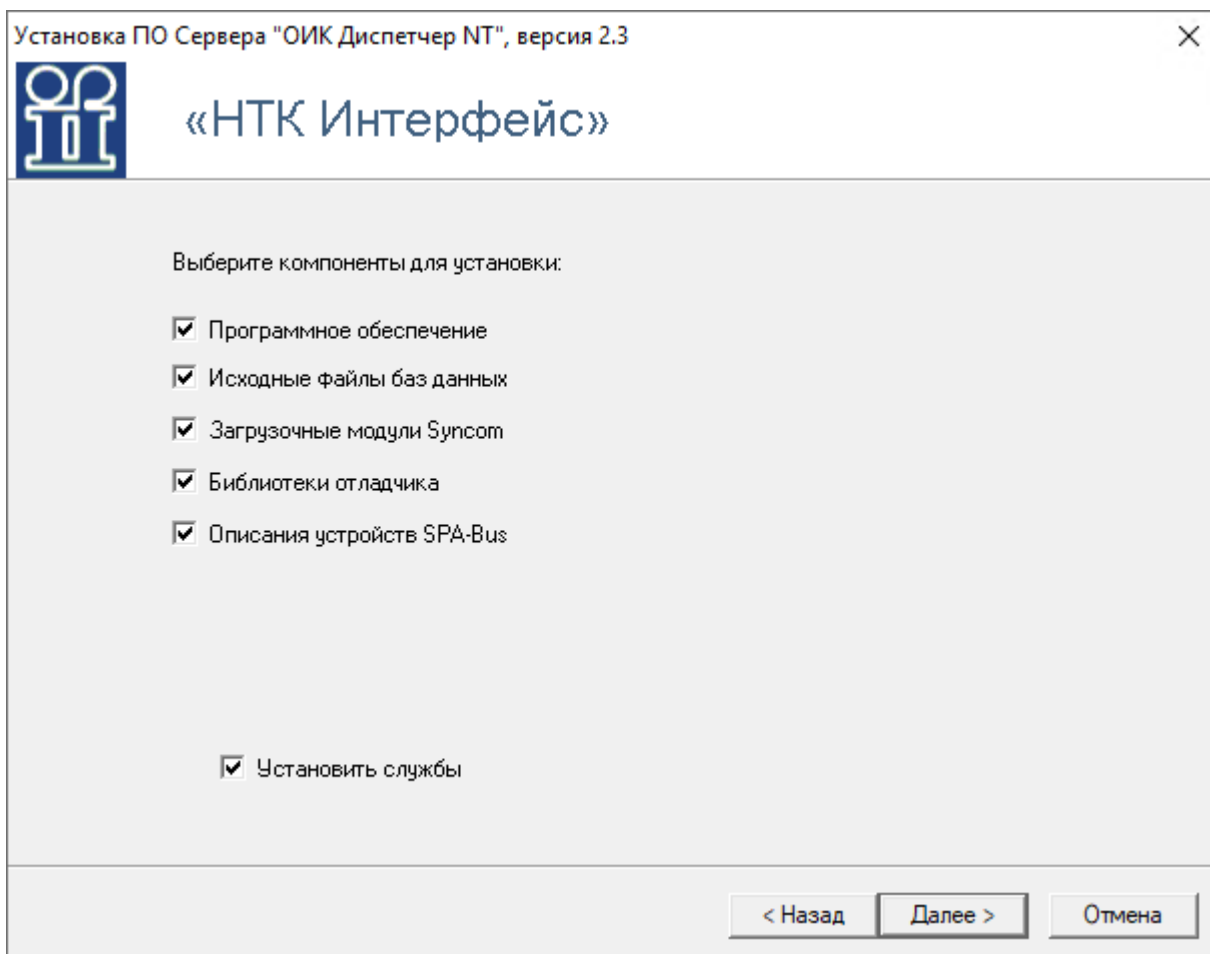 Установка ПО Сервера "ОИК Диспетчер NT", версия 2.3
«НТК Интерфейс»
Выберите компоненты для установки:
Программное обеспечение
Исходные файлы баз данных
Загрузочные модули Syncom
Библиотеки отладчика
Описания устройств SPA-Bus
Установить службы
< Назад Далее > Отмена